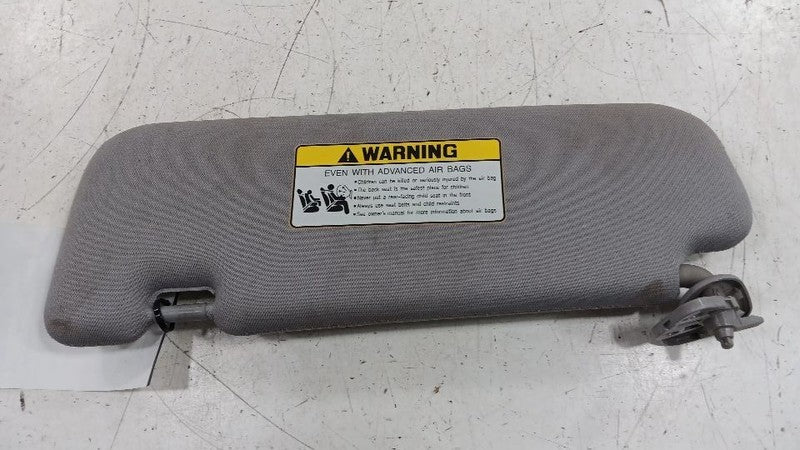 WARNING
EVEN WITH ADVANCED AIR BAGS
•Children can be killed or seriously injured by the air bag
•The back seat is the safest place for children
•Never put a rear-facing child seat in the front
•Always use seat belts and child restraints
•See owner's manual for more information about air bags